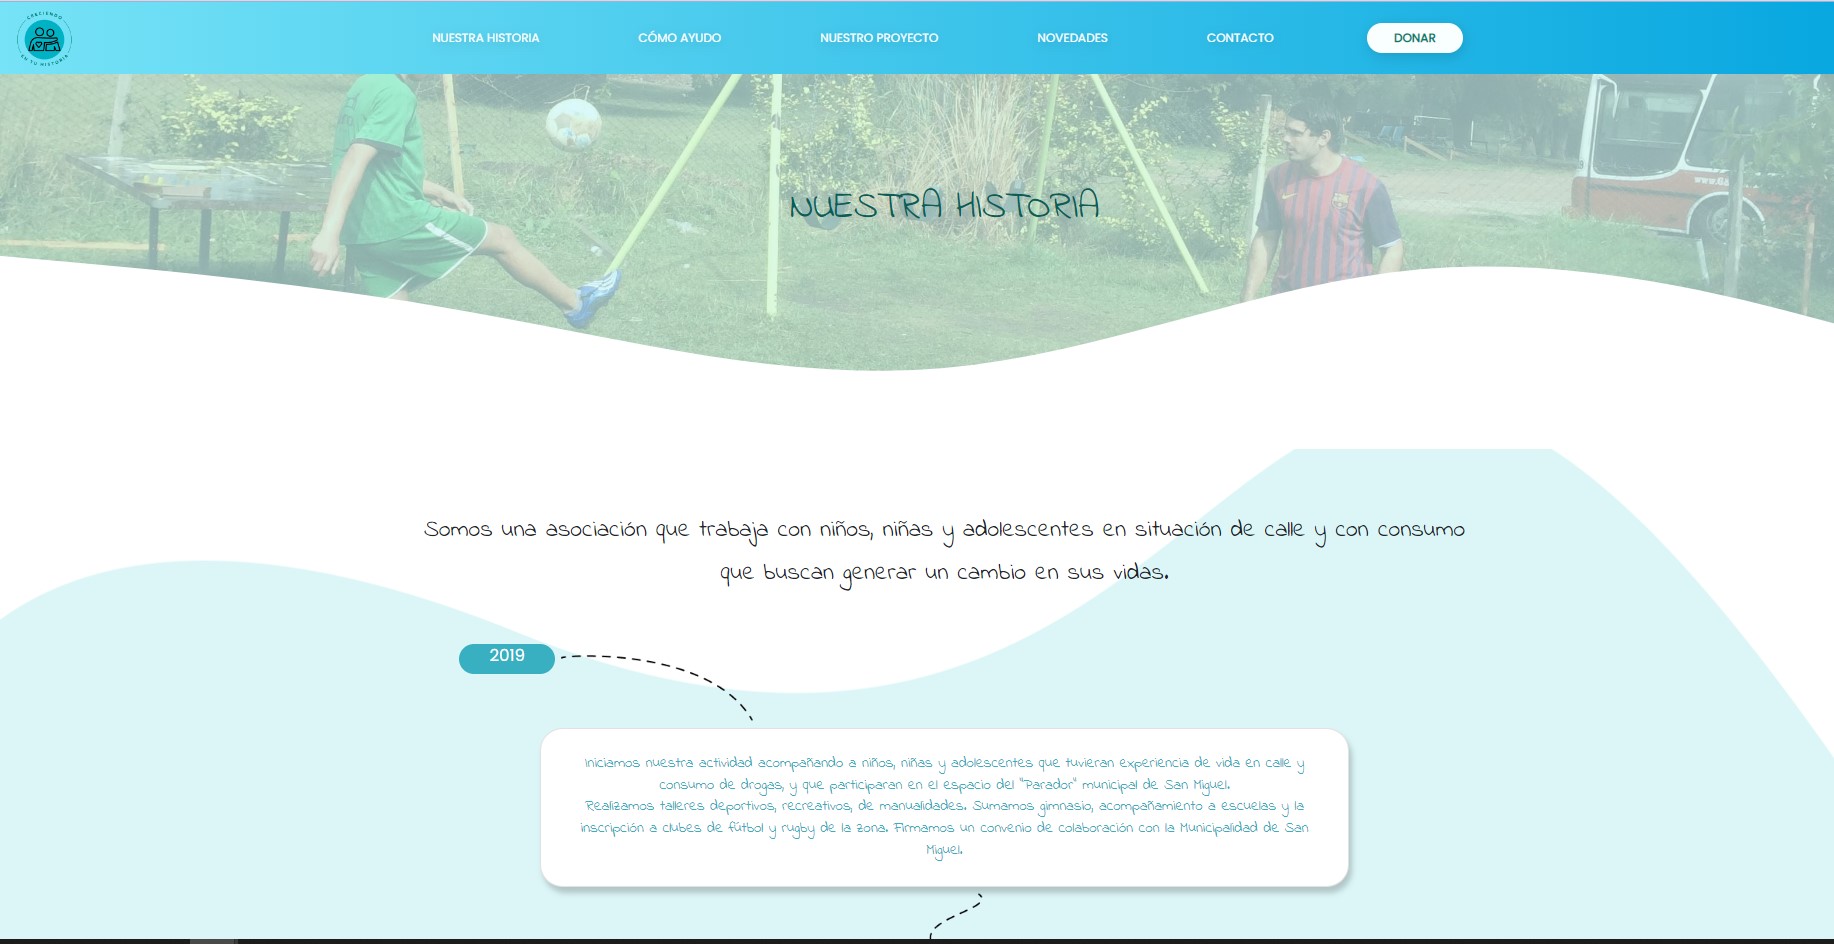 CRECIENDO
EN TU HISTORIA
NUESTRA HISTORIA
CÓMO AYUDO
NUESTRO PROYECTO
NOVEDADES
CONTACTO
DONAR
NUESTRA HISTORIA
Somos una asociación que trabaja con niños, niñas y adolescentes en situación de calle y con consumo
que buscan generar un cambio en sus vidas.
2019
Iniciamos nuestra actividad acompañando a niños, niñas y adolescentes que tuvieran experiencia de vida en calle y
consumo de drogas, y que participaran en el espacio del "Parador" municipal de San Miguel.
Realizamos talleres deportivos, recreativos, de manualidades. Sumamos gimnasio, acompañamiento a escuelas y la
inscripción a clubes de fútbol y rugby de la zona. Firmamos un convenio de colaboración con la Municipalidad de San
Miguel.